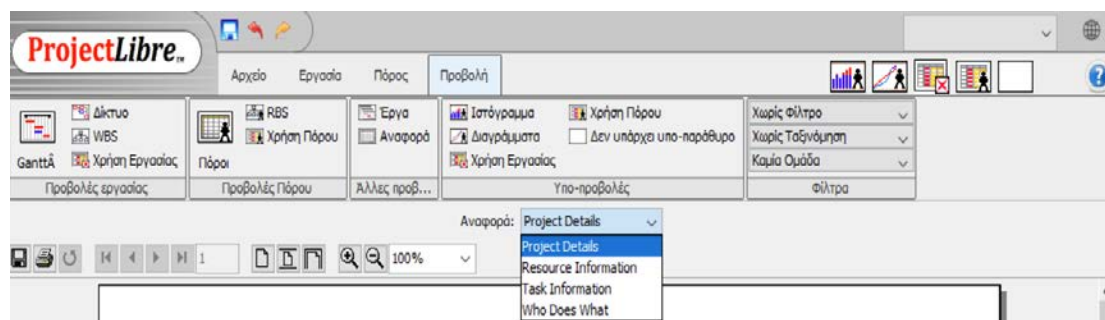 ProjectLibre™
Αρχείο Εργασία Πόρος Προβολή
Δίκτυο RBS Έργα Ιστόγραμμα Χρήση Πόρου Χωρίς Φίλτρο
WBS Χρήση Πόρου Αναφορά Διαγράμματα Δεν υπάρχει υπο-παράθυρο Χωρίς Ταξινόμηση
GanttÂ Χρήση Εργασίας Πόροι Χρήση Εργασίας Καμία Ομάδα
Προβολές εργασίας Προβολές Πόρου Άλλες προβ... Υπο-προβολές Φίλτρα
Αναφορά: Project Details
1 100%
Project Details
Resource Information
Task Information
Who Does What